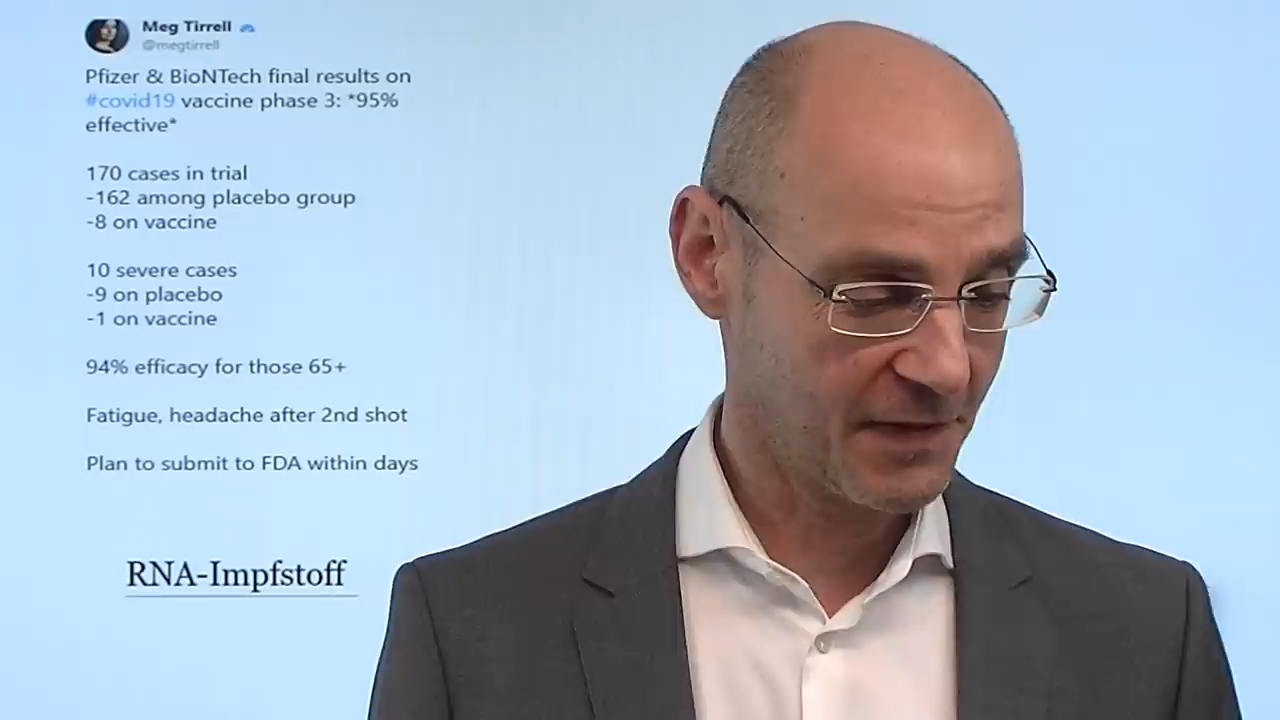 Meg Tirrell
@megtirrell
Pfizer & BioNTech final results on
#covid19 vaccine phase 3: *95%
effective*
170 cases in trial
-162 among placebo group
-8 on vaccine
10 severe cases
-9 on placebo
-1 on vaccine
94% efficacy for those 65+
Fatigue, headache after 2nd shot
Plan to submit to FDA within days
RNA-Impfstoff